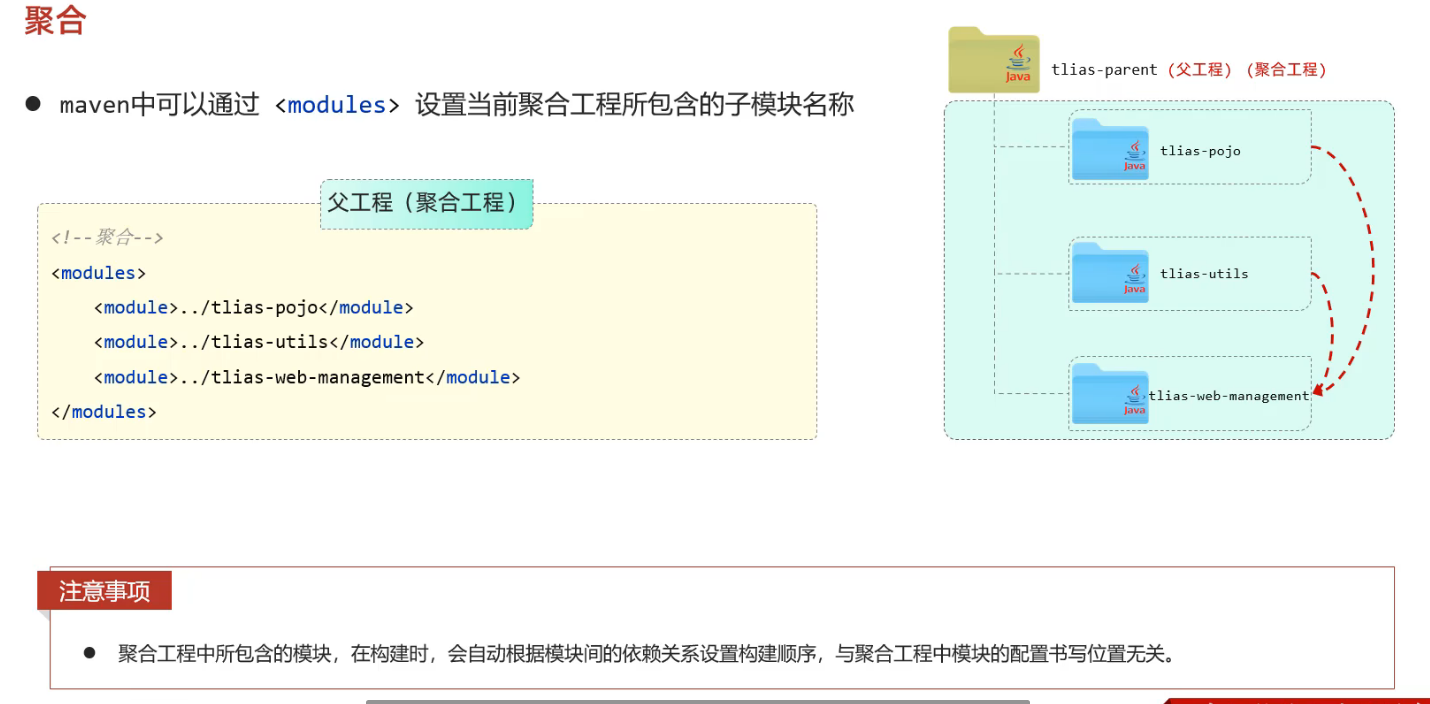 聚合
● maven中可以通过 <modules> 设置当前聚合工程所包含的子模块名称
父工程（聚合工程）
<!--聚合-->
<modules>
    <module>../tlias-pojo</module>
    <module>../tlias-utils</module>
    <module>../tlias-web-management</module>
</modules>
Java
tlias-parent（父工程）（聚合工程）
Java
tlias-pojo
Java
tlias-utils
Java
tlias-web-management
注意事项
● 聚合工程中所包含的模块，在构建时，会自动根据模块间的依赖关系设置构建顺序，与聚合工程中模块的配置书写位置无关。